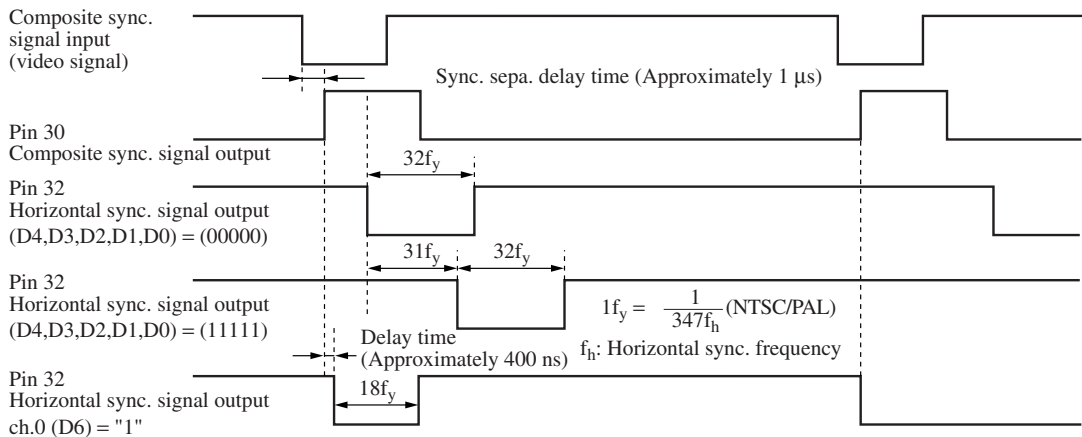 Composite sync.
signal input
(video signal)
Sync. sepa. delay time (Approximately 1 μs)
Pin 30
Composite sync. signal output
32fy
Pin 32
Horizontal sync. signal output
(D4,D3,D2,D1,D0) = (00000)
31fy
32fy
Pin 32
Horizontal sync. signal output
(D4,D3,D2,D1,D0) = (11111)
1fy = 1/347fh (NTSC/PAL)
fh: Horizontal sync. frequency
Delay time
(Approximately 400 ns)
Pin 32
Horizontal sync. signal output
ch.0 (D6) = "1"
18fy